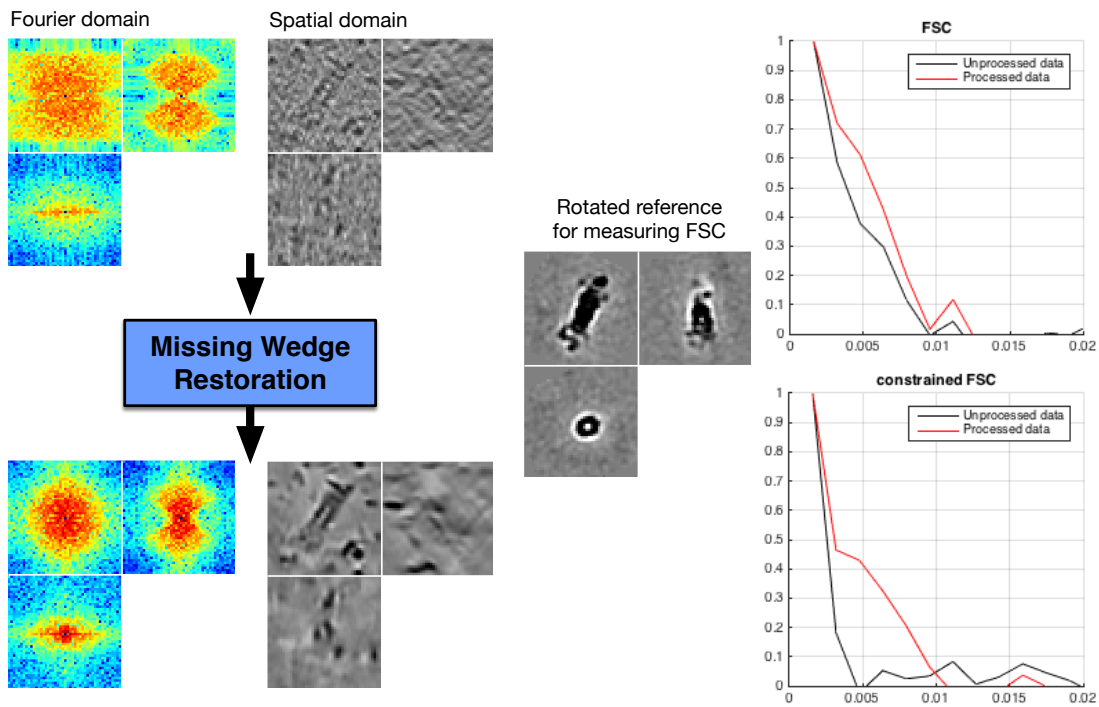 Fourier domain
Spatial domain
Missing Wedge
Restoration
Rotated reference
for measuring FSC
FSC
Unprocessed data
Processed data
1
0.9
0.8
0.7
0.6
0.5
0.4
0.3
0.2
0.1
0
0 0.005 0.01 0.015 0.02
constrained FSC
Unprocessed data
Processed data
1
0.9
0.8
0.7
0.6
0.5
0.4
0.3
0.2
0.1
0
0 0.005 0.01 0.015 0.02